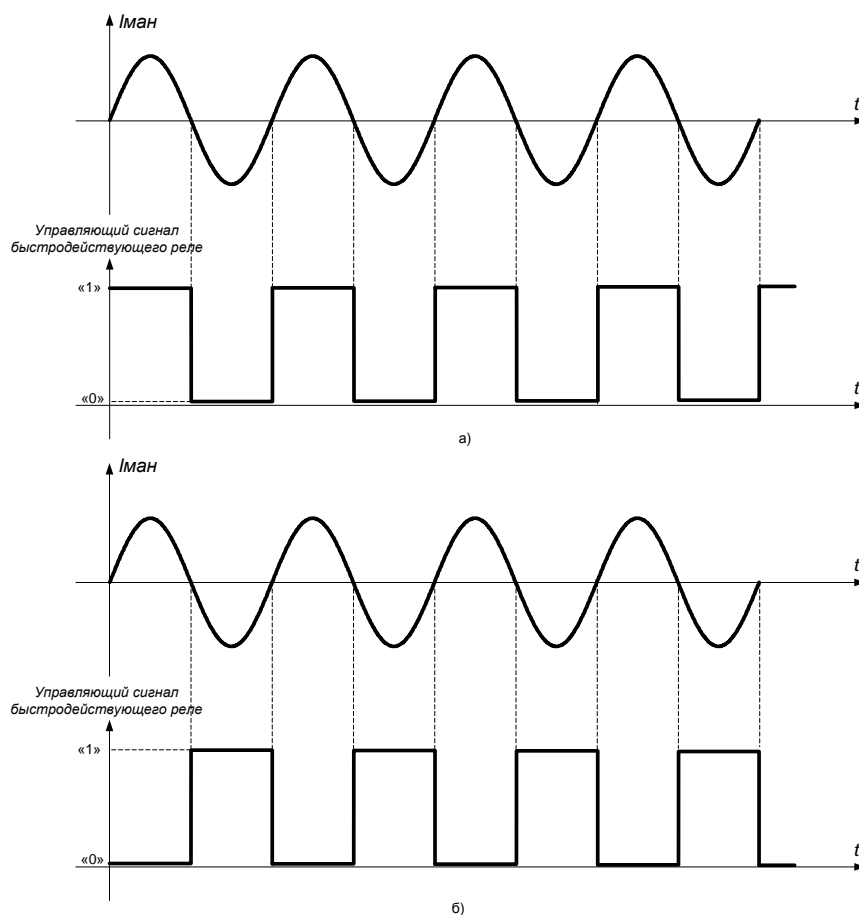 Iман
t
Управляющий сигнал
быстродействующего реле
«1»
«0»
t
а)
Iман
t
Управляющий сигнал
быстродействующего реле
«1»
«0»
t
б)